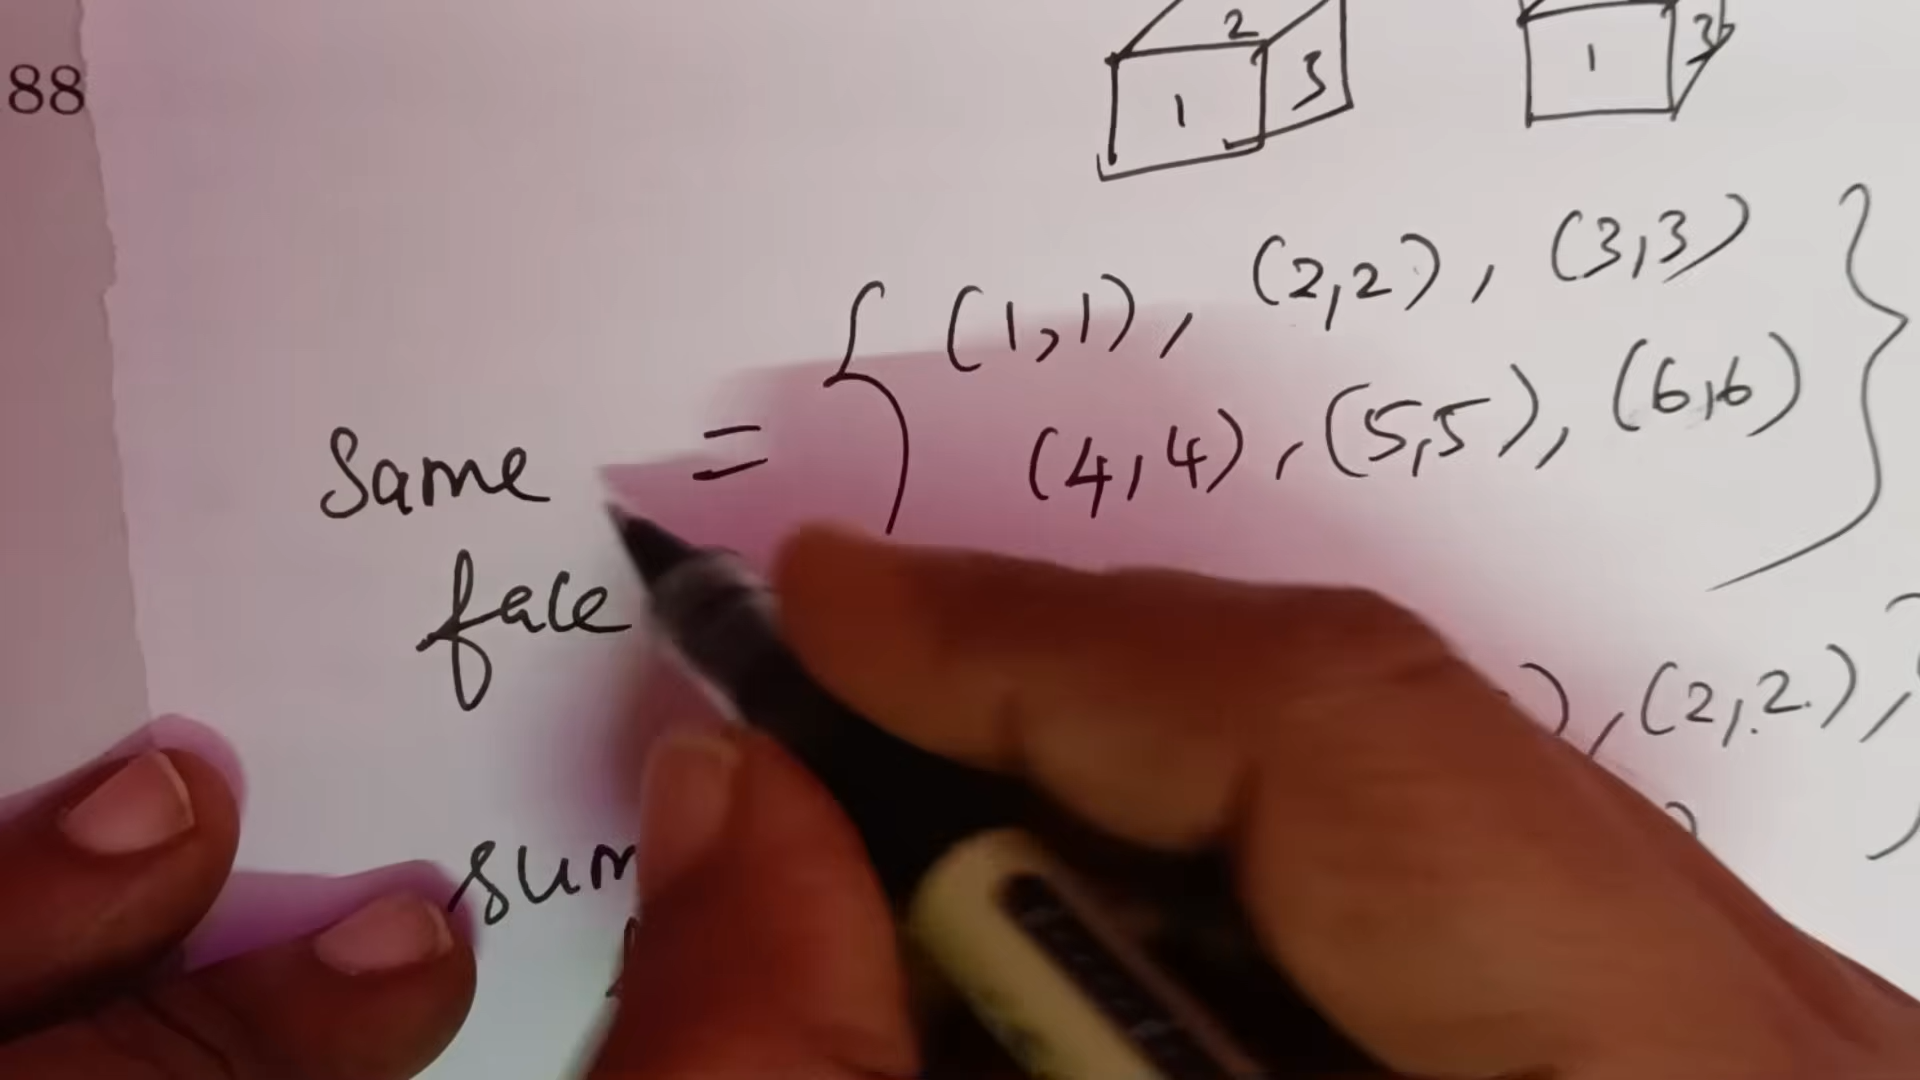 88
2
1 3
1 3
Same = { (1,1), (2,2), (3,3)
(4,4), (5,5), (6,6) }
face
), (2,2),
sum